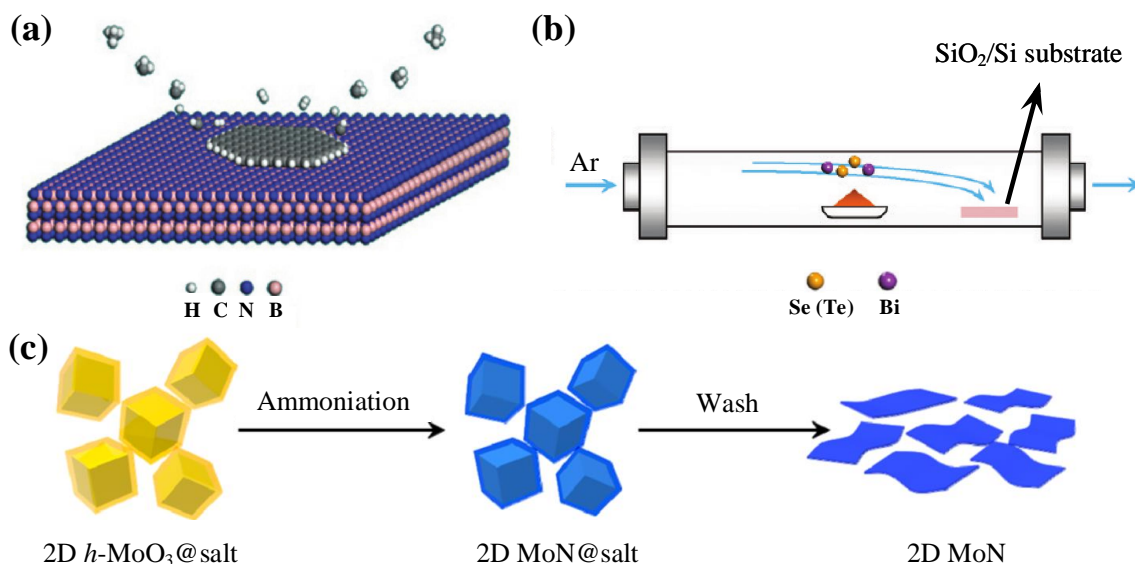 (a)
H C N B
(b)
SiO₂/Si substrate
Ar
Se (Te) Bi
(c)
Ammoniation
Wash
2D h-MoO₃@salt
2D MoN@salt
2D MoN